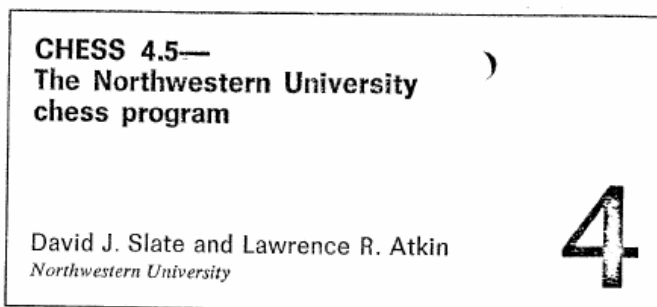 CHESS 4.5—
The Northwestern University
chess program
David J. Slate and Lawrence R. Atkin
Northwestern University
4